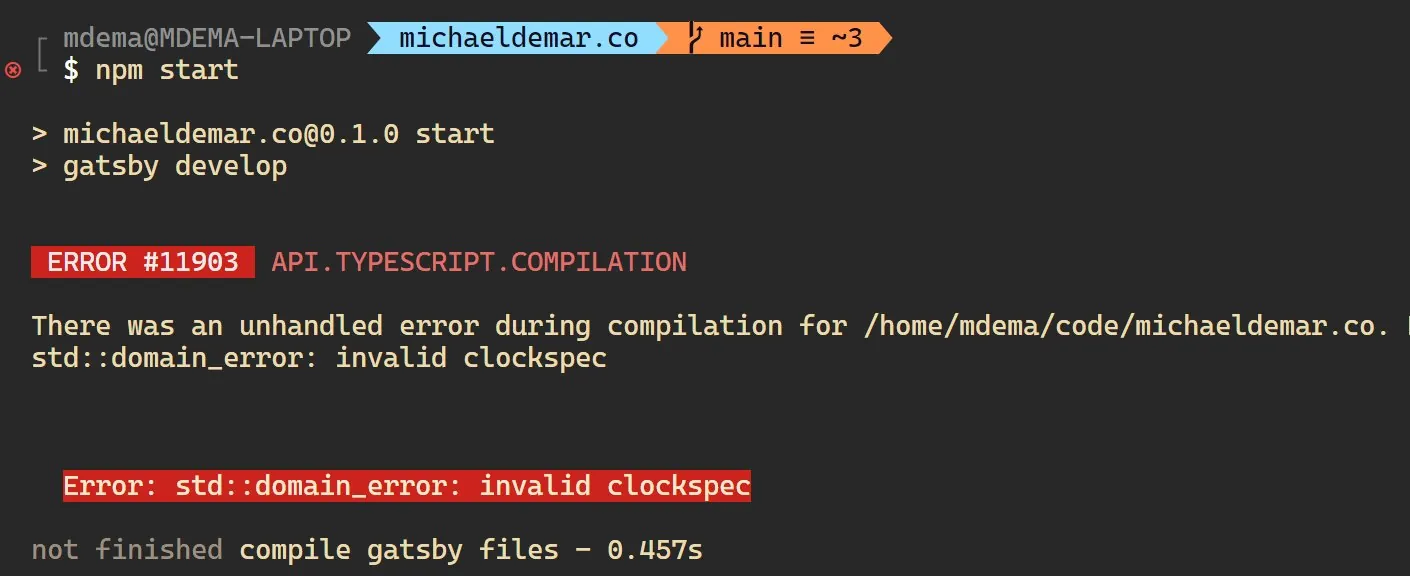 mdema@MDEMA-LAPTOP michaeldemar.co main ≡ ~3
$ npm start
> michaeldemar.co@0.1.0 start
> gatsby develop
ERROR #11903 API.TYPESCRIPT.COMPILATION
There was an unhandled error during compilation for /home/mdema/code/michaeldemar.co.
std::domain_error: invalid clockspec
Error: std::domain_error: invalid clockspec
not finished compile gatsby files - 0.457s